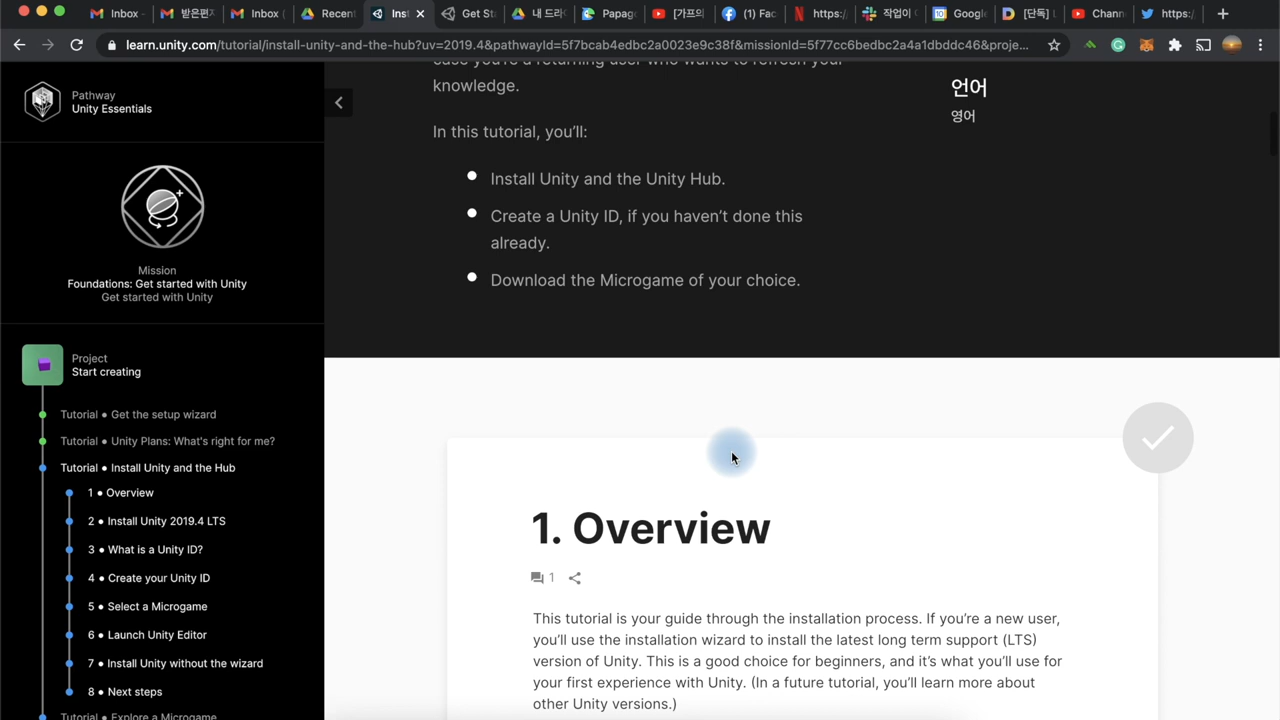 Inbox
받은편지
Inbox (
Recent
Inst
Get St
내 드라
Papag
[가프의
(1) Fac
https:/
작업이
Google
[단독] L
Chann
https:/
learn.unity.com/tutorial/install-unity-and-the-hub?uv=2019.4&pathwayId=5f7bcab4edbc2a0023e9c38f&missionId=5f77cc6bedbc2a4a1dbddc46&proje...
Pathway
Unity Essentials
Mission
Foundations: Get started with Unity
Get started with Unity
Project
Start creating
Tutorial ● Get the setup wizard
Tutorial ● Unity Plans: What's right for me?
Tutorial ● Install Unity and the Hub
1 ● Overview
2 ● Install Unity 2019.4 LTS
3 ● What is a Unity ID?
4 ● Create your Unity ID
5 ● Select a Microgame
6 ● Launch Unity Editor
7 ● Install Unity without the wizard
8 ● Next steps
Tutorial ● Explore a Microgame
case you're a returning user who wants to refresh your
knowledge.
In this tutorial, you'll:
Install Unity and the Unity Hub.
Create a Unity ID, if you haven't done this
already.
Download the Microgame of your choice.
언어
영어
1. Overview
1
This tutorial is your guide through the installation process. If you're a new user,
you'll use the installation wizard to install the latest long term support (LTS)
version of Unity. This is a good choice for beginners, and it's what you'll use for
your first experience with Unity. (In a future tutorial, you'll learn more about
other Unity versions.)